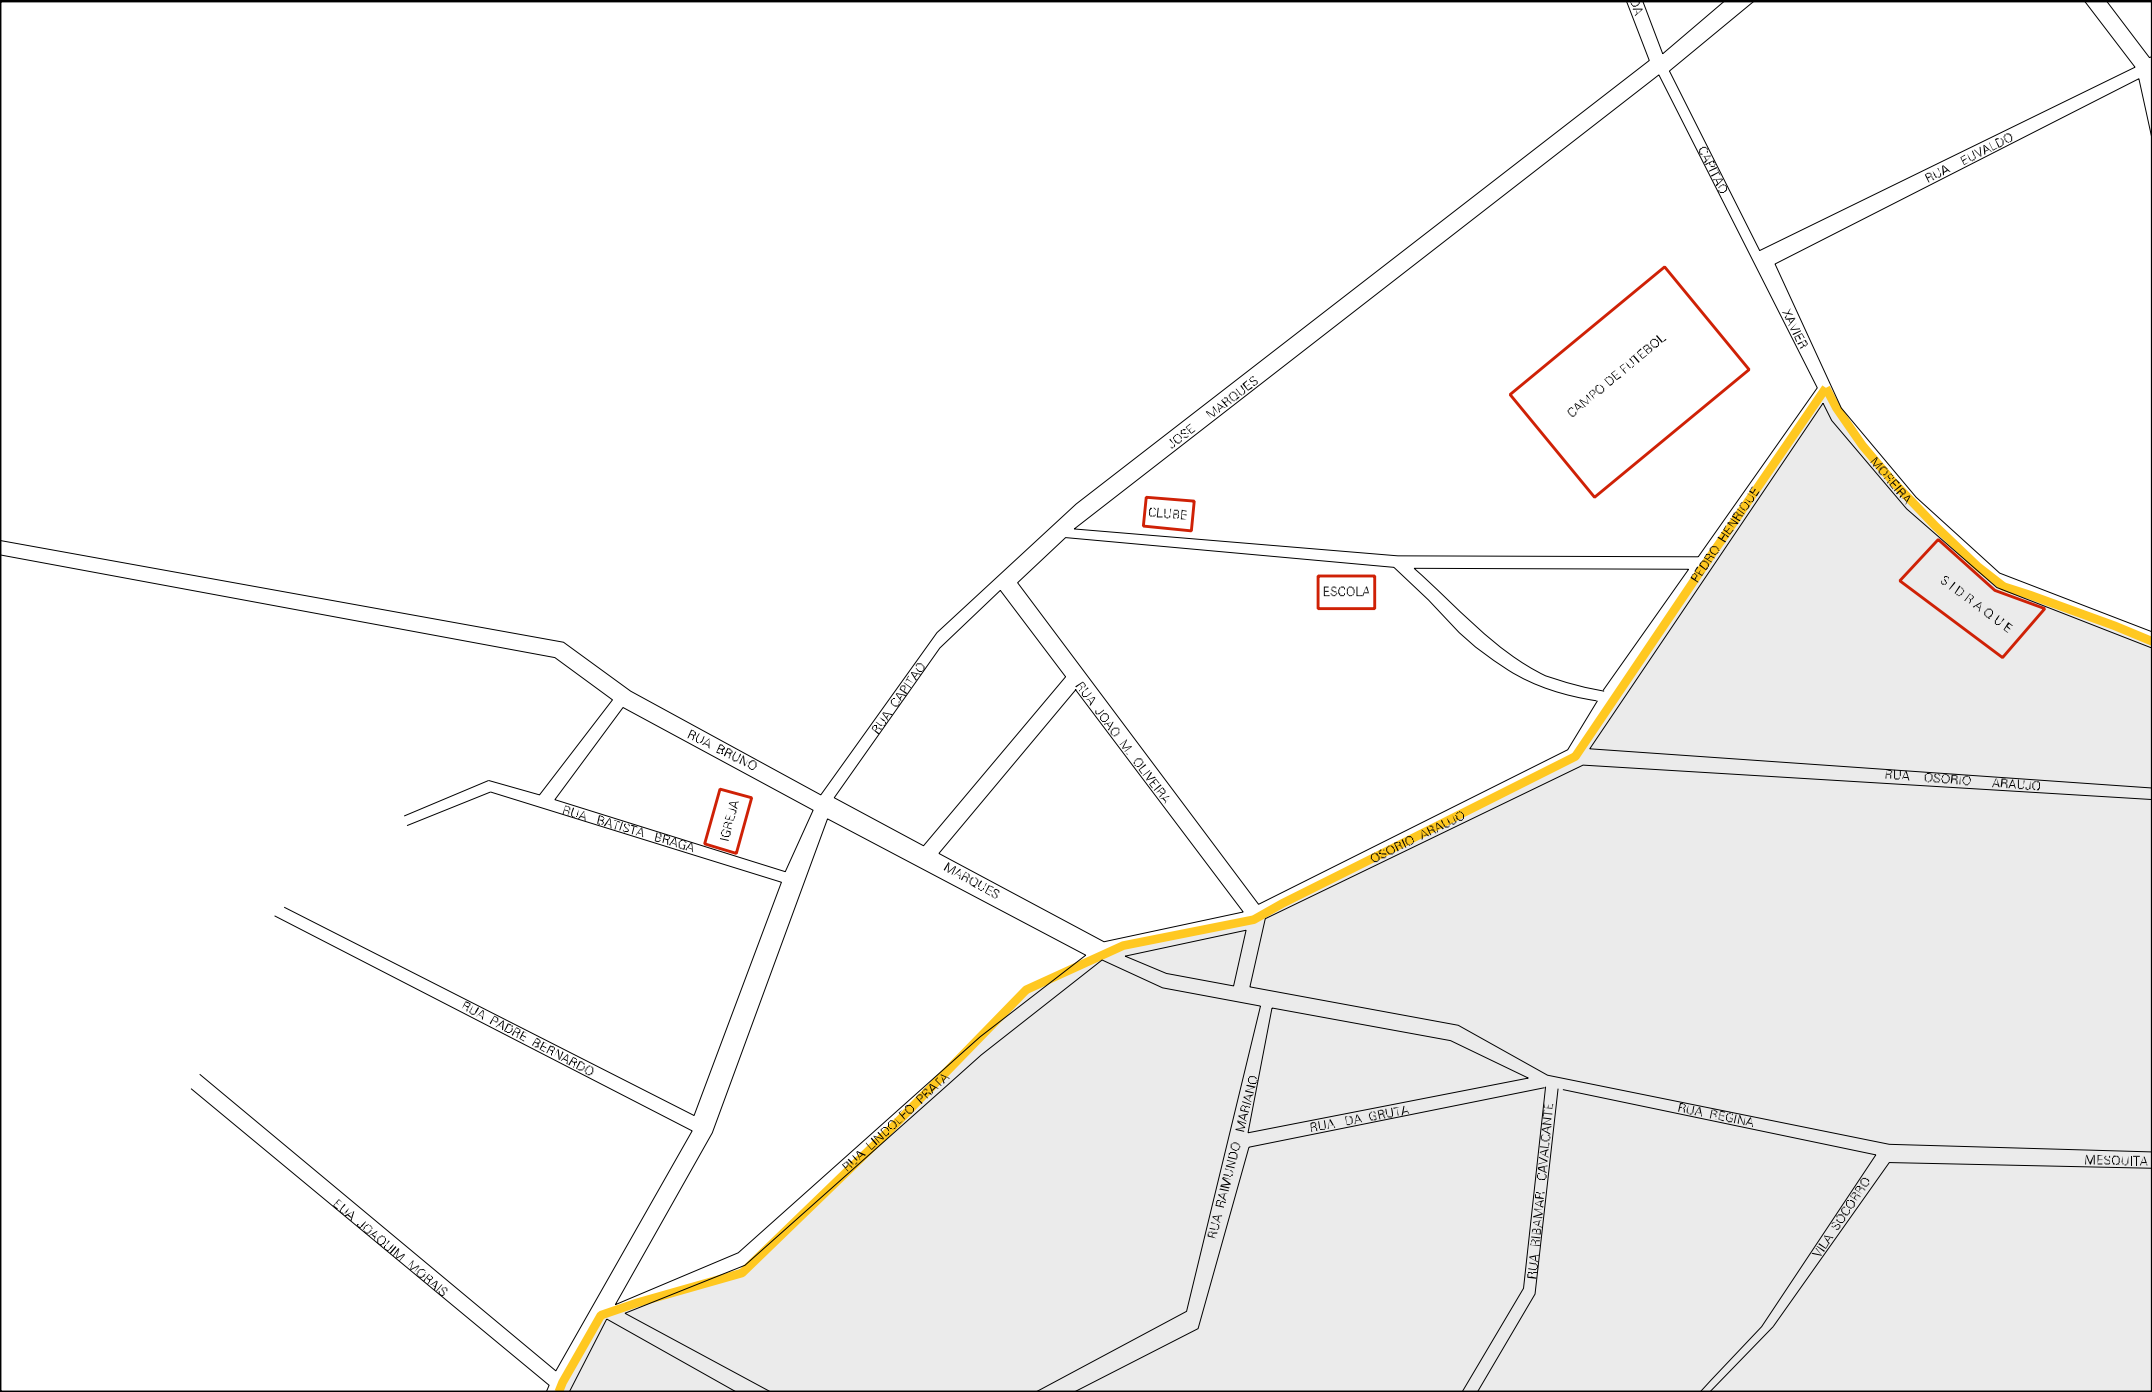 DA
CAPITAO
RUA EUVALDO
XAVIER
CAMPO DE FUTEBOL
JOSE MARQUES
MOREIRA
CLUBE
PEDRO HENRIQUE
ESCOLA
SIDRAQUE
RUA CAPITAO
RUA JOAO M. OLIVEIRA
RUA BRUNO
RUA OSORIO ARAUJO
IGREJA
RUA BATISTA BRAGA
OSORIO ARAUJO
MARQUES
RUA PADRE BERNARDO
RUA LINDOLFO PRATA
RUA RAIMUNDO MARIANO
RUA DA GRUTA
RUA RIBAMAR CAVALCANTE
RUA REGINA
MESQUITA
VILA SOCORRO
EUA JOAQUIM MORAIS